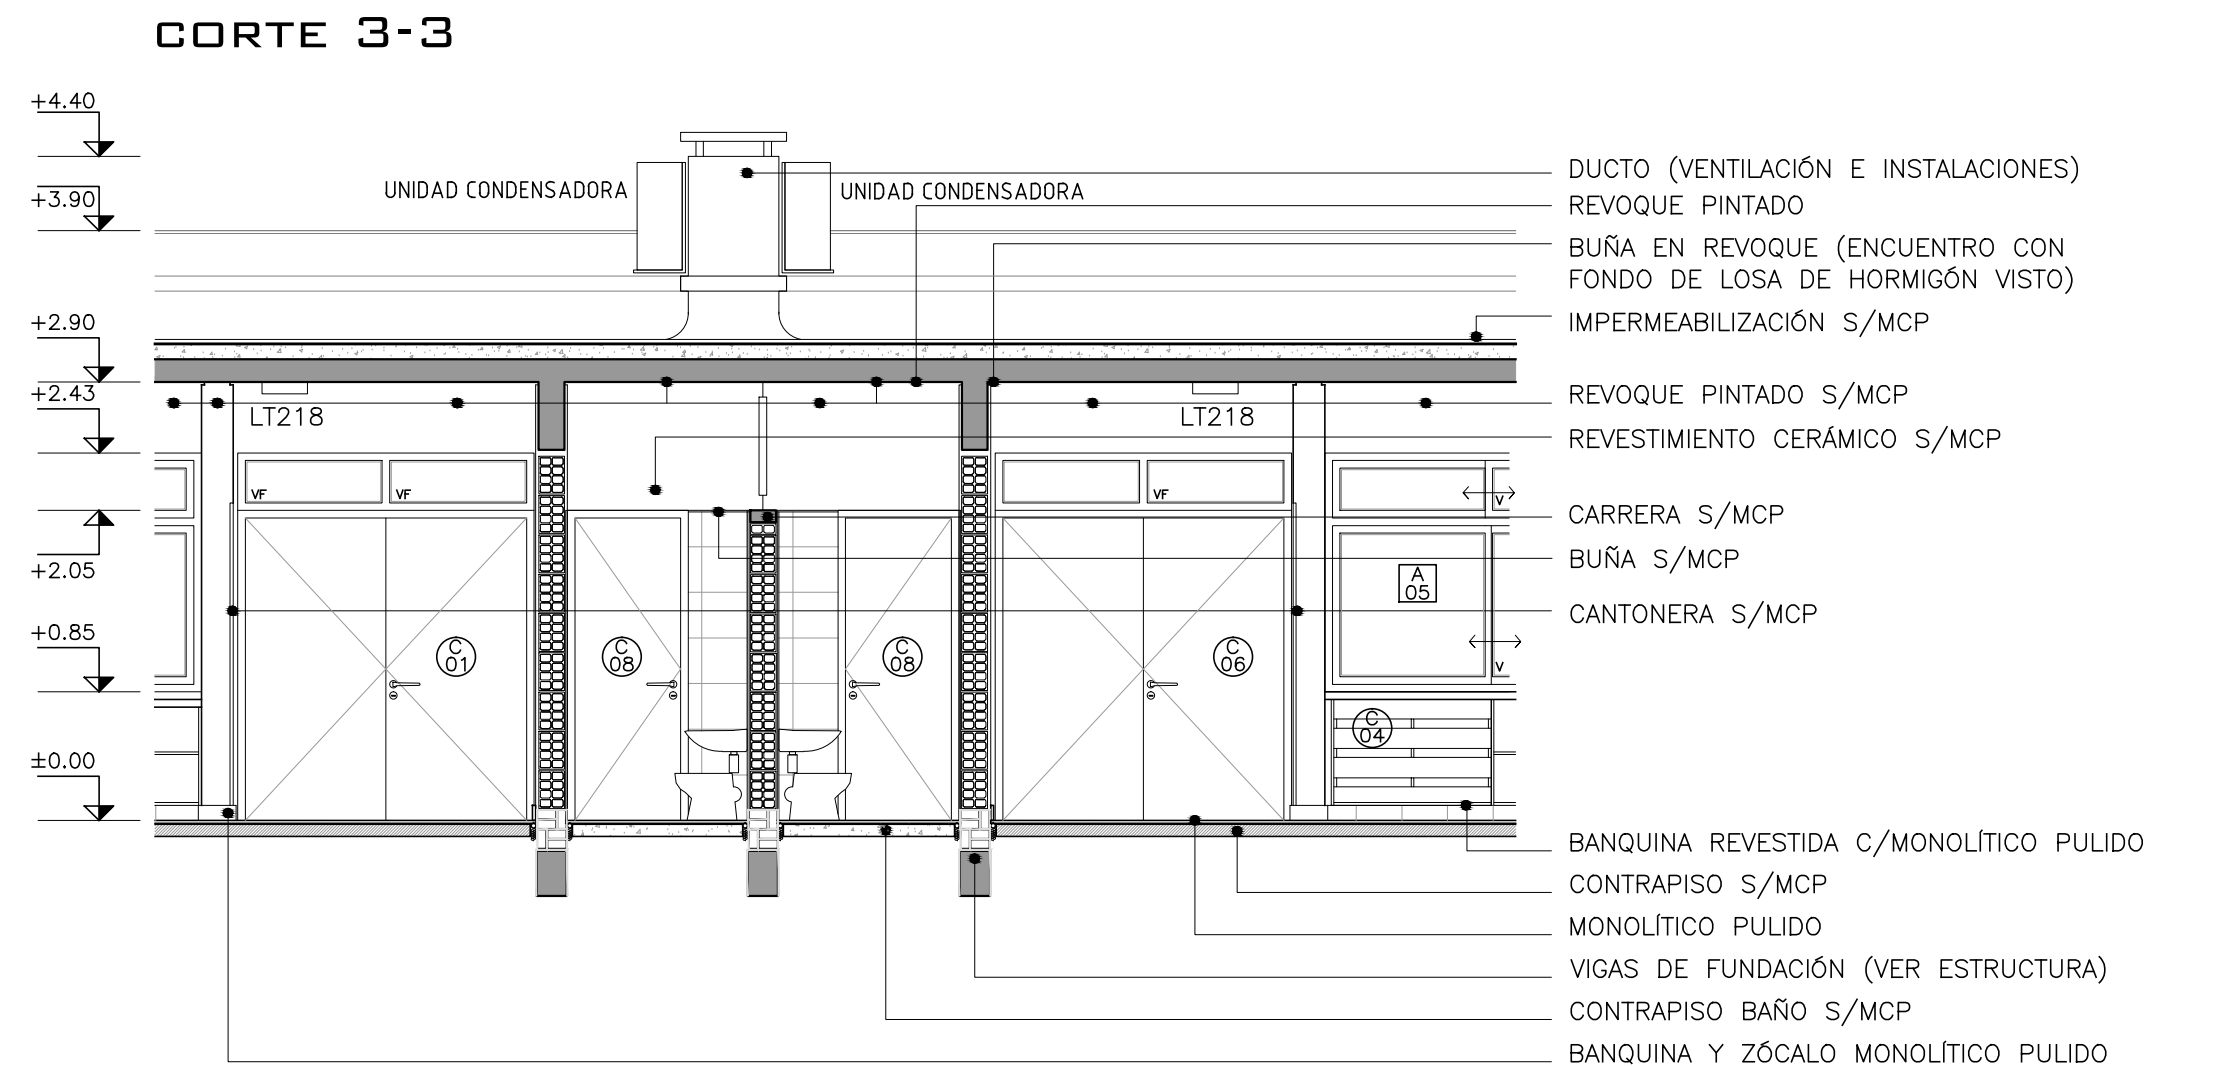 CORTE 3-3
+4.40
+3.90
+2.90
+2.43
+2.05
+0.85
±0.00
UNIDAD CONDENSADORA
UNIDAD CONDENSADORA
LT218
LT218
VF
VF
VF
V
V
C
01
C
08
C
08
C
06
A
05
C
04
DUCTO (VENTILACIÓN E INSTALACIONES)
REVOQUE PINTADO
BUÑA EN REVOQUE (ENCUENTRO CON
FONDO DE LOSA DE HORMIGÓN VISTO)
IMPERMEABILIZACIÓN S/MCP
REVOQUE PINTADO S/MCP
REVESTIMIENTO CERÁMICO S/MCP
CARRERA S/MCP
BUÑA S/MCP
CANTONERA S/MCP
BANQUINA REVESTIDA C/MONOLÍTICO PULIDO
CONTRAPISO S/MCP
MONOLÍTICO PULIDO
VIGAS DE FUNDACIÓN (VER ESTRUCTURA)
CONTRAPISO BAÑO S/MCP
BANQUINA Y ZÓCALO MONOLÍTICO PULIDO